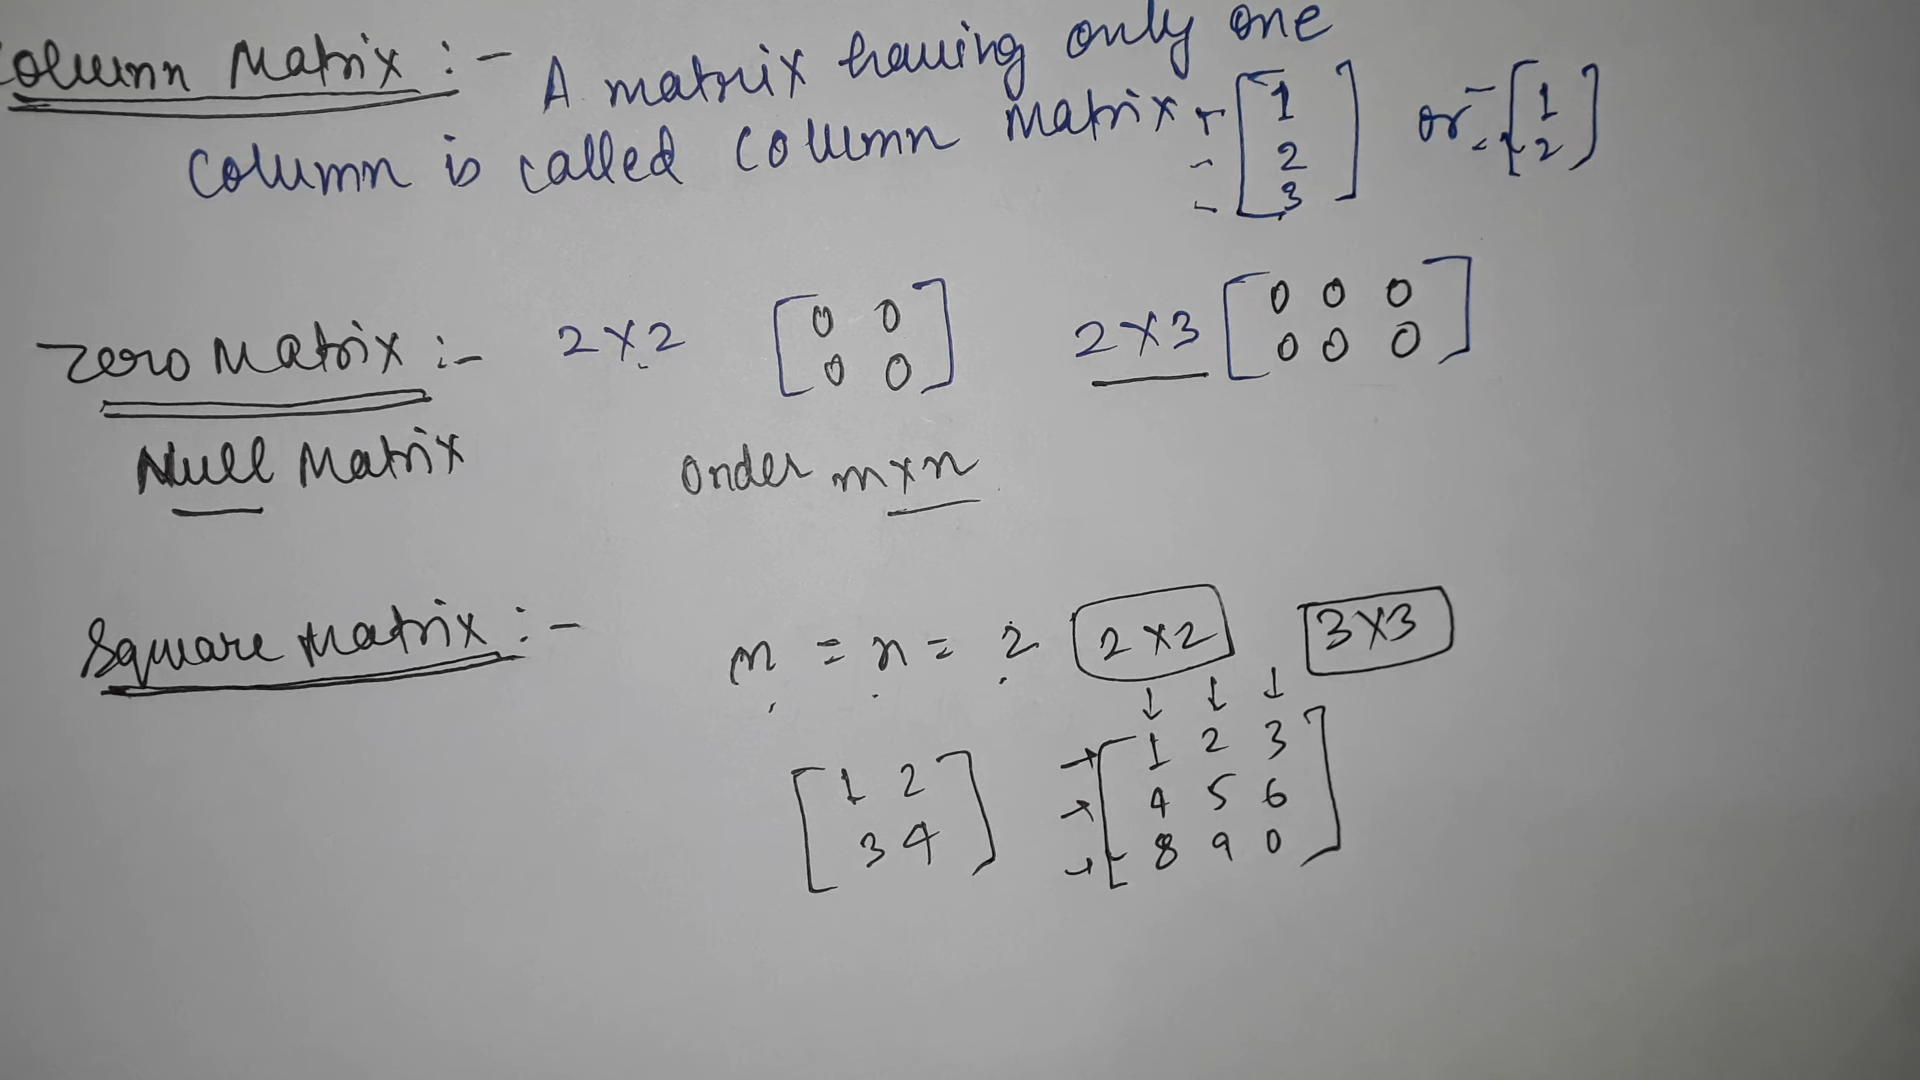 Column Matrix :- A matrix having only one
column is called column Matrix - [1 2 3] or [1 2]
Zero Matrix :- 2×2 [0 0 0 0] 2×3 [0 0 0 0 0 0]
Null Matrix order m×n
Square Matrix :- m = n = 2 2×2 3×3
[1 2 3 4] [1 2 3 4 5 6 8 9 0]